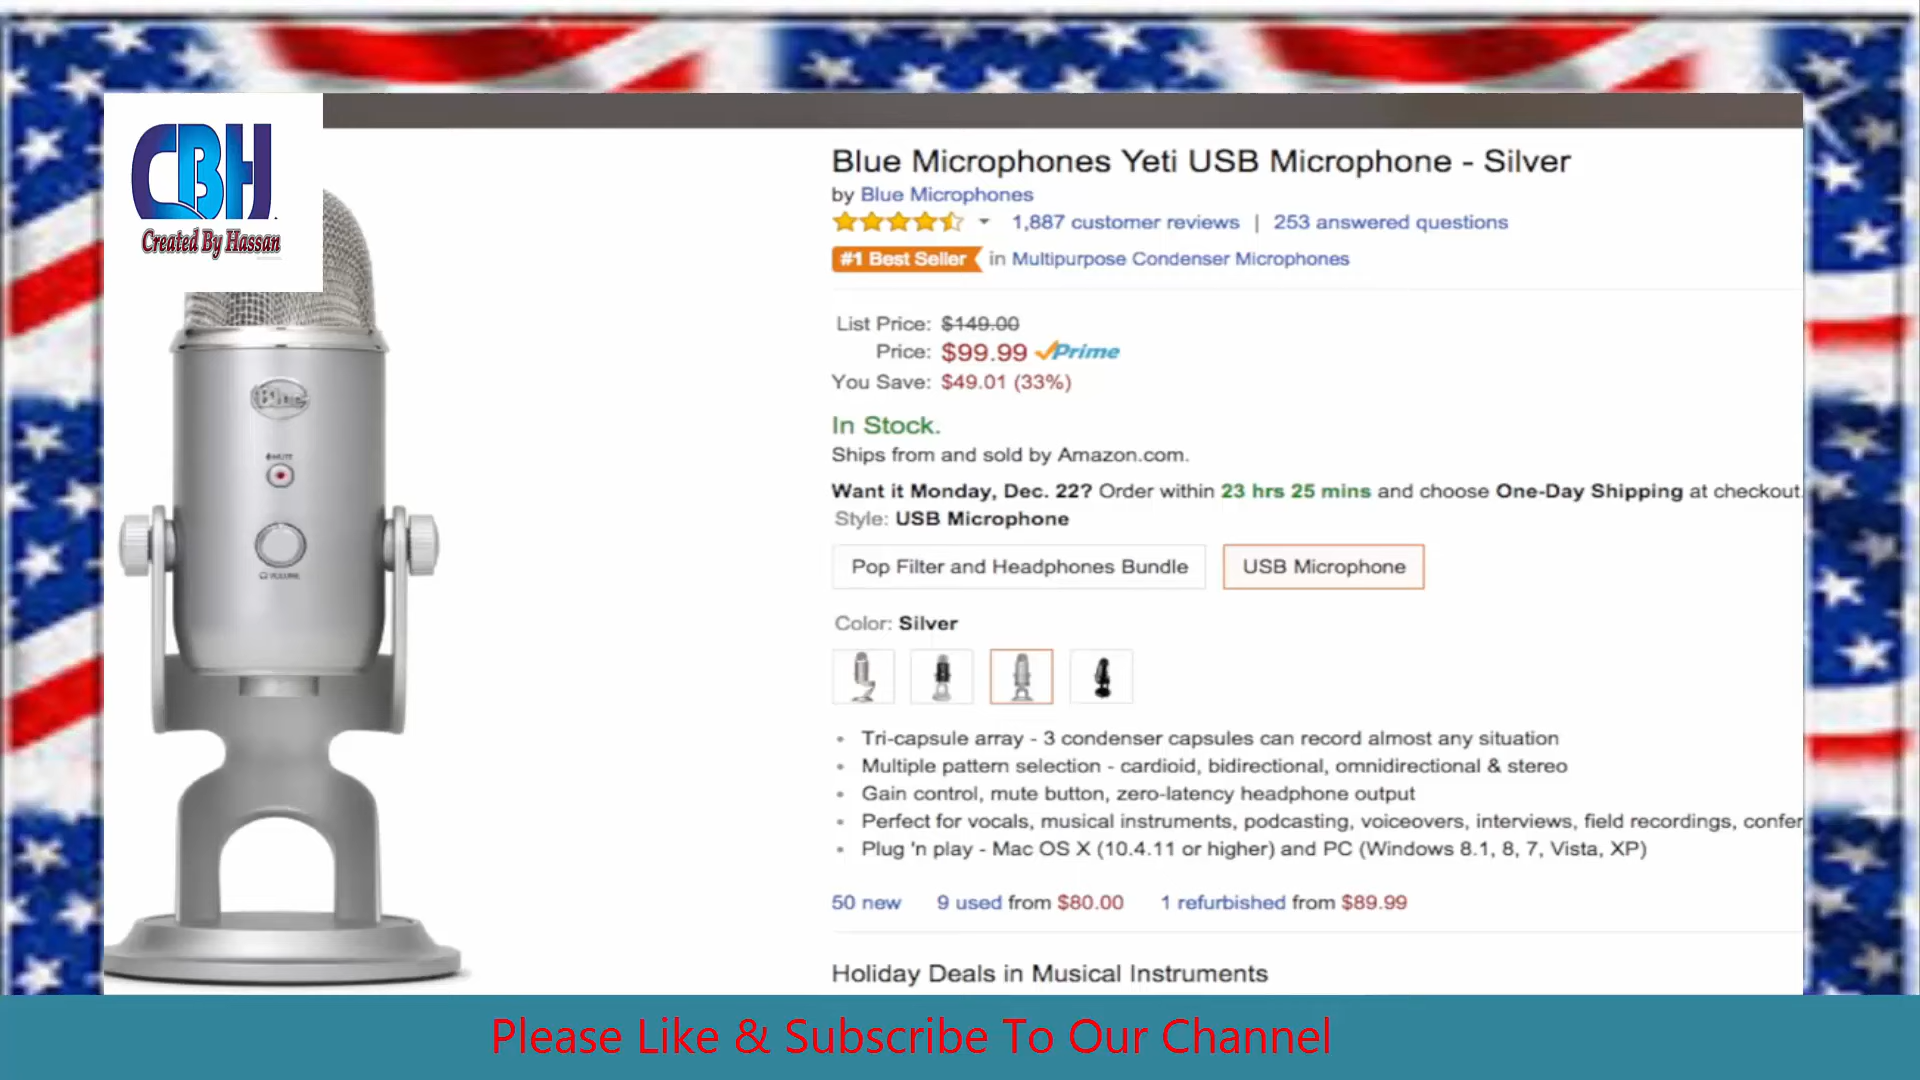 CBH
Created By Hassan
Blue Microphones Yeti USB Microphone - Silver
by Blue Microphones
1,887 customer reviews | 253 answered questions
#1 Best Seller in Multipurpose Condenser Microphones
List Price: $149.00
Price: $99.99 Prime
You Save: $49.01 (33%)
In Stock.
Ships from and sold by Amazon.com.
Want it Monday, Dec. 22? Order within 23 hrs 25 mins and choose One-Day Shipping at checkout.
Style: USB Microphone
Pop Filter and Headphones Bundle USB Microphone
Color: Silver
• Tri-capsule array - 3 condenser capsules can record almost any situation
• Multiple pattern selection - cardioid, bidirectional, omnidirectional & stereo
• Gain control, mute button, zero-latency headphone output
• Perfect for vocals, musical instruments, podcasting, voiceovers, interviews, field recordings, confer
• Plug 'n play - Mac OS X (10.4.11 or higher) and PC (Windows 8.1, 8, 7, Vista, XP)
50 new 9 used from $80.00 1 refurbished from $89.99
Holiday Deals in Musical Instruments
Blue
MUTE
VOLUME
Please Like & Subscribe To Our Channel